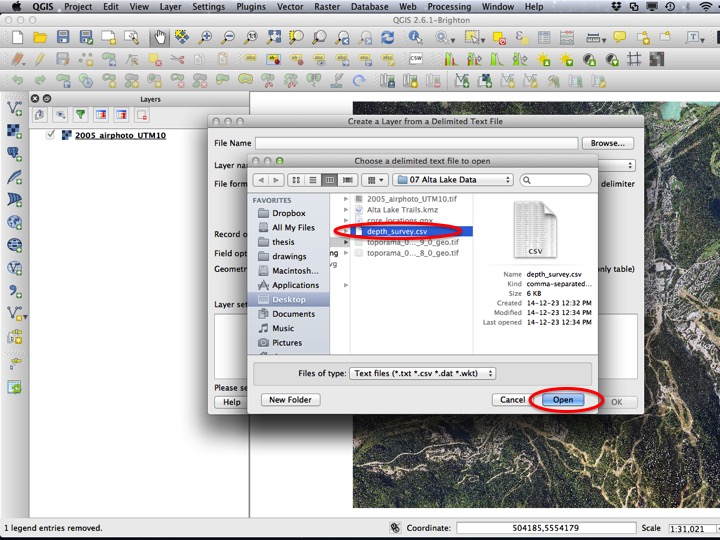 QGIS Project Edit View Layer Settings Plugins Vector Raster Database Web Processing Window Help
QGIS 2.6.1-Brighton
CSW
Layers
2005_airphoto_UTM10
Create a Layer from a Delimited Text File
File Name Browse...
Layer na
File form delimiter
Record o
Field opti
Geometr only table)
Layer set
Please se
Help OK
Choose a delimited text file to open
07 Alta Lake Data
FAVORITES
Dropbox
All My Files
thesis
drawings
Macintosh...
Applications
Desktop
Documents
Music
Pictures
ng
vg
2005_airphoto_UTM10.tif
Alta Lake Trails.kmz
core_locations.gpx
depth_survey.csv
toporama_0..._9_0_geo.tif
toporama_0..._8_0_geo.tif
CSV
Name depth_survey.csv
Kind comma-separated...
Size 6 KB
Created 14-12-23 12:32 PM
Modified 14-12-23 12:34 PM
Last opened 14-12-23 12:34 PM
Files of type: Text files (*.txt *.csv *.dat *.wkt)
New Folder Cancel Open
1 legend entries removed. Coordinate: 504185,5554179 Scale 1:31,021